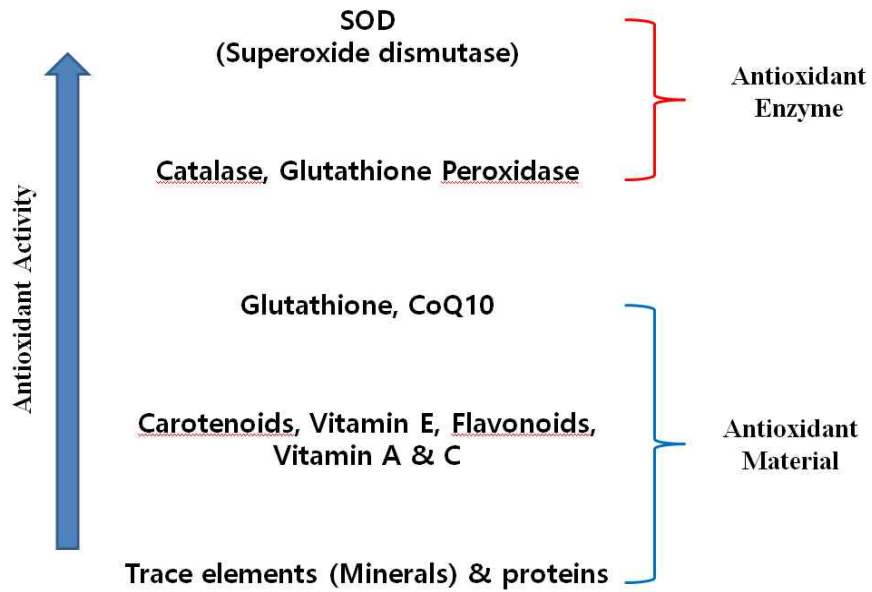 SOD
(Superoxide dismutase)
Antioxidant
Enzyme
Catalase, Glutathione Peroxidase
Antioxidant Activity
Glutathione, CoQ10
Carotenoids, Vitamin E, Flavonoids,
Vitamin A & C
Antioxidant
Material
Trace elements (Minerals) & proteins